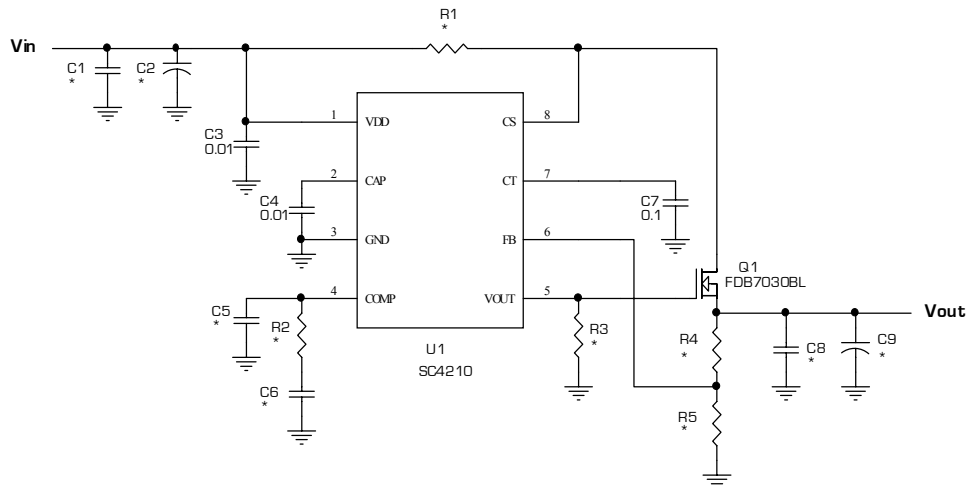 R1
*
Vin
C1
*
C2
*
1
VDD
CS
8
C3
0.01
2
CAP
CT
7
C4
0.01
C7
0.1
3
GND
FB
6
Q1
FDB7030BL
4
COMP
VOUT
5
Vout
C5
*
R2
*
R3
*
R4
*
C8
*
C9
*
U1
SC4210
C6
*
R5
*